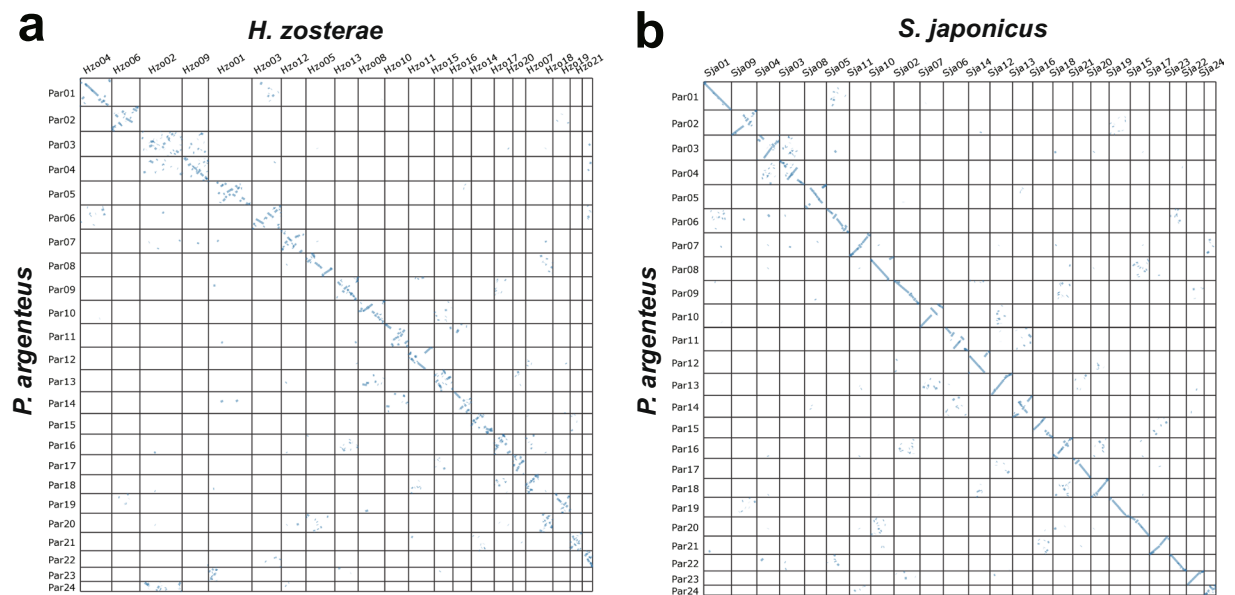 a
H. zosterae
Hzo04 Hzo06 Hzo02 Hzo09 Hzo01 Hzo03 Hzo12 Hzo05 Hzo13 Hzo08 Hzo10 Hzo11 Hzo15 Hzo16 Hzo14 Hzo17 Hzo20 Hzo07 Hzo18 Hzo19 Hzo21
P. argenteus
Par01
Par02
Par03
Par04
Par05
Par06
Par07
Par08
Par09
Par10
Par11
Par12
Par13
Par14
Par15
Par16
Par17
Par18
Par19
Par20
Par21
Par22
Par23
Par24
b
S. japonicus
Sja01 Sja09 Sja04 Sja03 Sja08 Sja05 Sja11 Sja10 Sja02 Sja07 Sja06 Sja14 Sja12 Sja13 Sja16 Sja18 Sja21 Sja20 Sja19 Sja15 Sja17 Sja23 Sja22 Sja24
P. argenteus
Par01
Par02
Par03
Par04
Par05
Par06
Par07
Par08
Par09
Par10
Par11
Par12
Par13
Par14
Par15
Par16
Par17
Par18
Par19
Par20
Par21
Par22
Par23
Par24